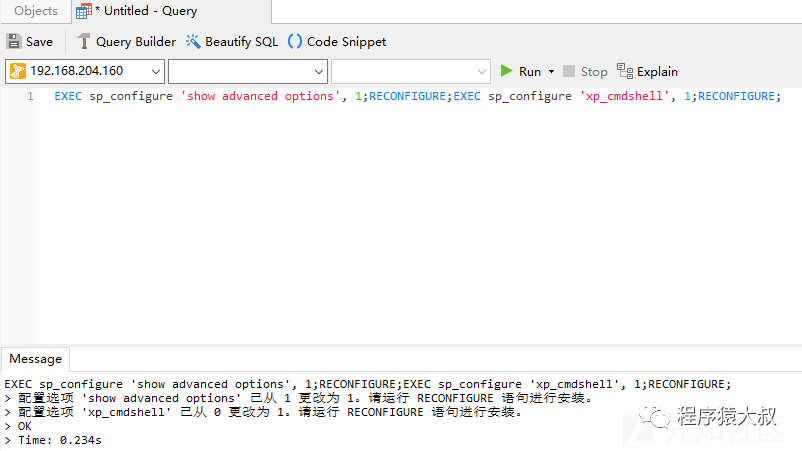 Objects * Untitled - Query
Save Query Builder Beautify SQL () Code Snippet
192.168.204.160 Run Stop Explain
1 EXEC sp_configure 'show advanced options', 1;RECONFIGURE;EXEC sp_configure 'xp_cmdshell', 1;RECONFIGURE;
Message
EXEC sp_configure 'show advanced options', 1;RECONFIGURE;EXEC sp_configure 'xp_cmdshell', 1;RECONFIGURE;
> 配置选项 'show advanced options' 已从 1 更改为 1。请运行 RECONFIGURE 语句进行安装。
> 配置选项 'xp_cmdshell' 已从 0 更改为 1。请运行 RECONFIGURE 语句进行安装。
> OK
> Time: 0.234s
程序猿大叔
先知社区